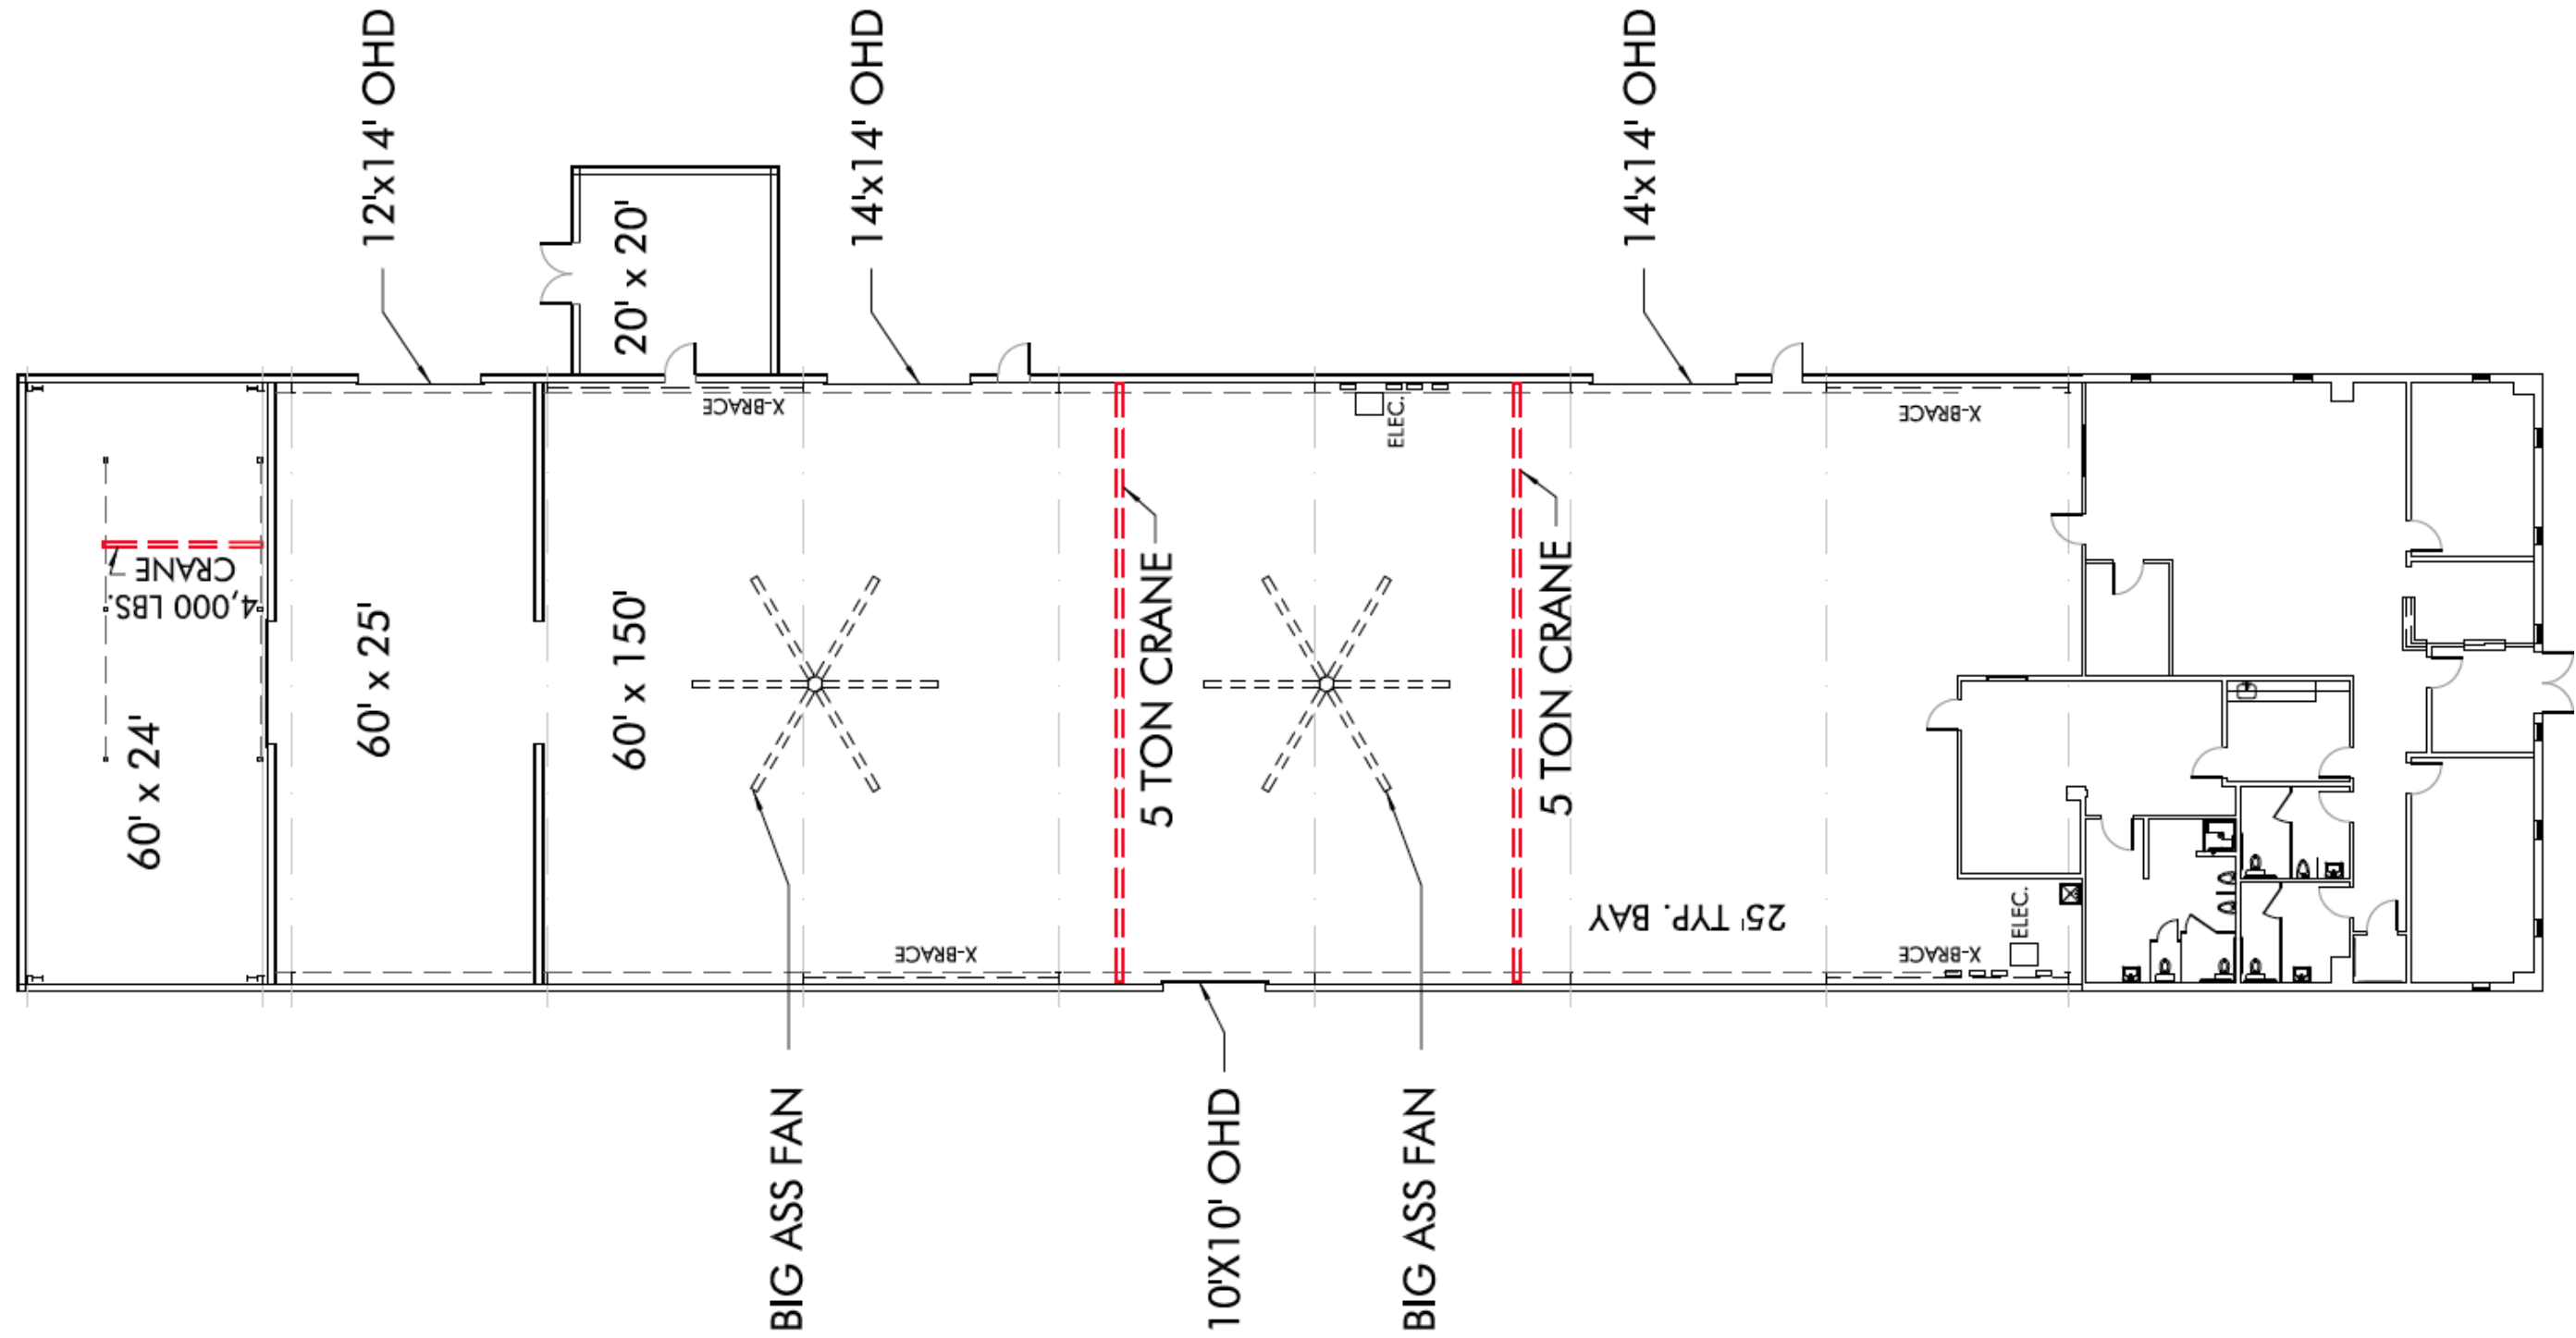 12'x14' OHD
14'x14' OHD
14'x14' OHD
20' x 20'
X-BRACE
ELEC.
X-BRACE
4,000 LBS.
CRANE
60' x 24'
60' x 25'
60' x 150'
5 TON CRANE
5 TON CRANE
25' TYP. BAY
X-BRACE
X-BRACE
ELEC.
BIG ASS FAN
10'X10' OHD
BIG ASS FAN